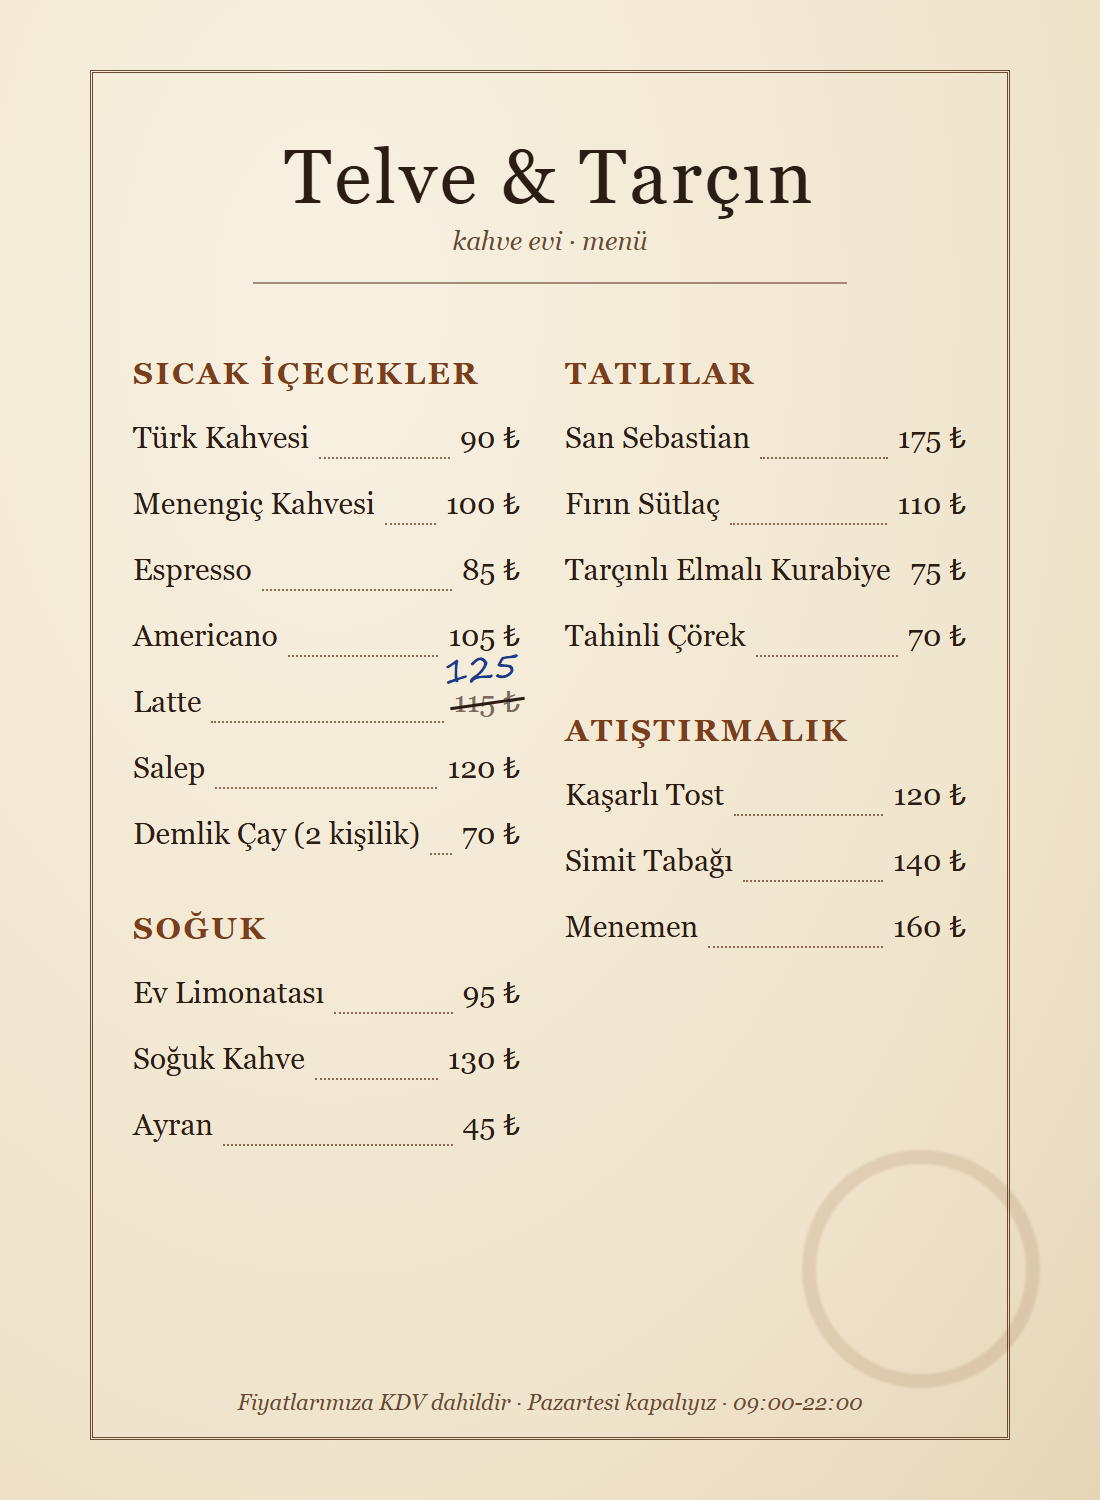 Telve & Tarçın
kahve evi · menü
SICAK İÇECEKLER
Türk Kahvesi 90 ₺
Menengiç Kahvesi 100 ₺
Espresso 85 ₺
Americano 105 ₺
125
Latte 115 ₺
Salep 120 ₺
Demlik Çay (2 kişilik) 70 ₺
SOĞUK
Ev Limonatası 95 ₺
Soğuk Kahve 130 ₺
Ayran 45 ₺
TATLILAR
San Sebastian 175 ₺
Fırın Sütlaç 110 ₺
Tarçınlı Elmalı Kurabiye 75 ₺
Tahinli Çörek 70 ₺
ATIŞTIRMALIK
Kaşarlı Tost 120 ₺
Simit Tabağı 140 ₺
Menemen 160 ₺
Fiyatlarımıza KDV dahildir · Pazartesi kapalıyız · 09:00-22:00